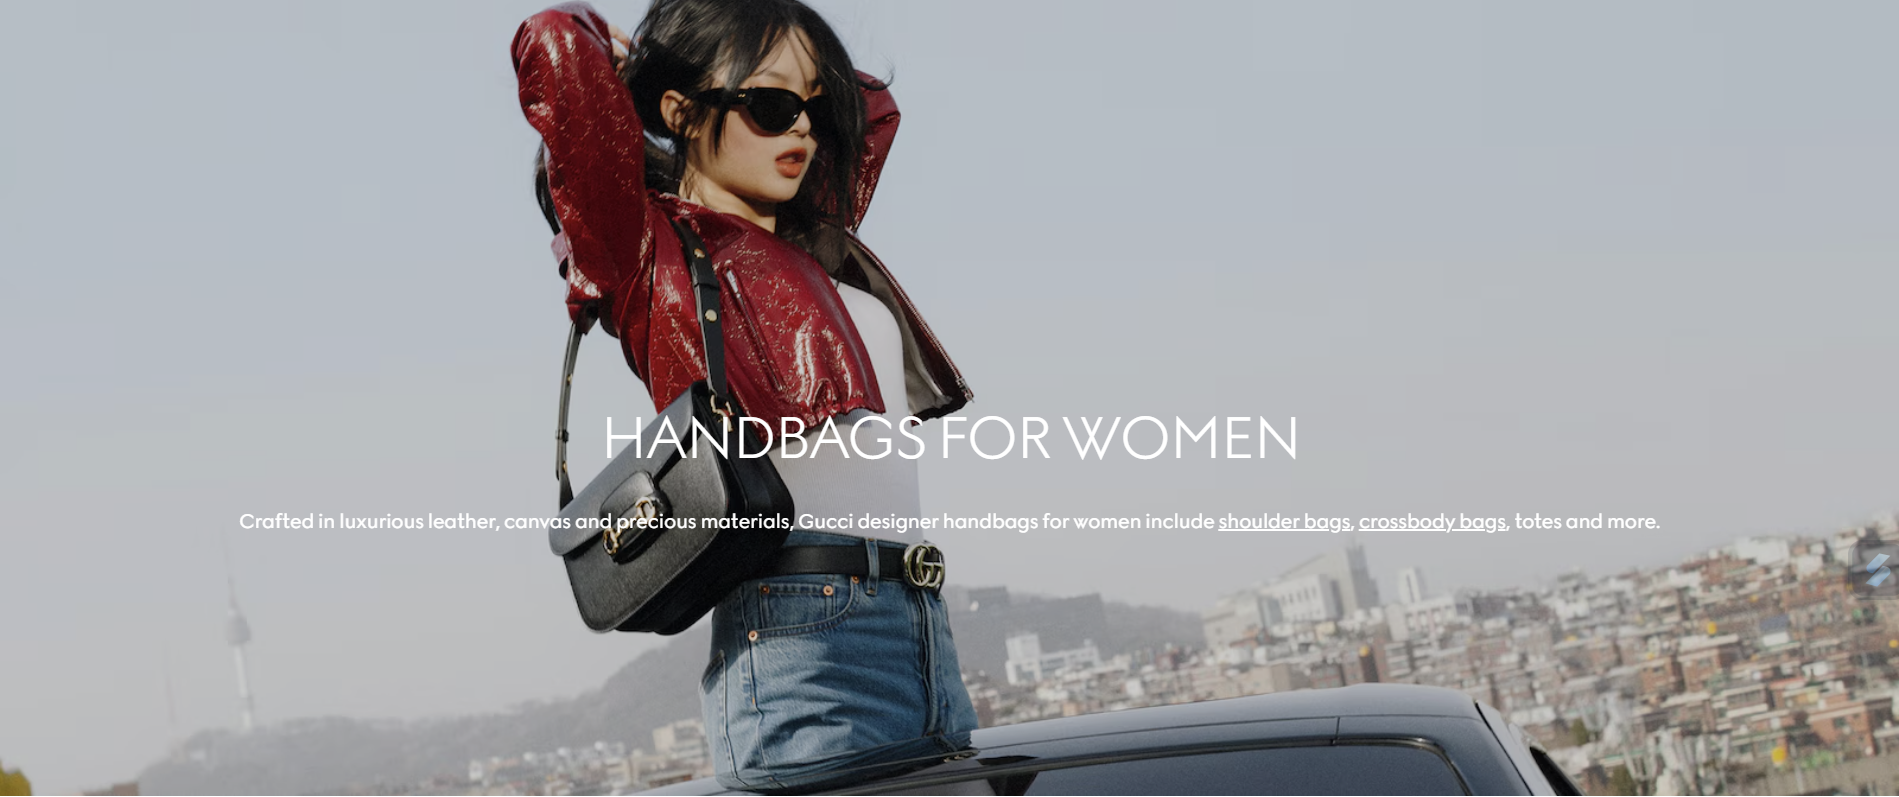 HANDBAGS FOR WOMEN
Crafted in luxurious leather, canvas and precious materials, Gucci designer handbags for women include shoulder bags, crossbody bags, totes and more.